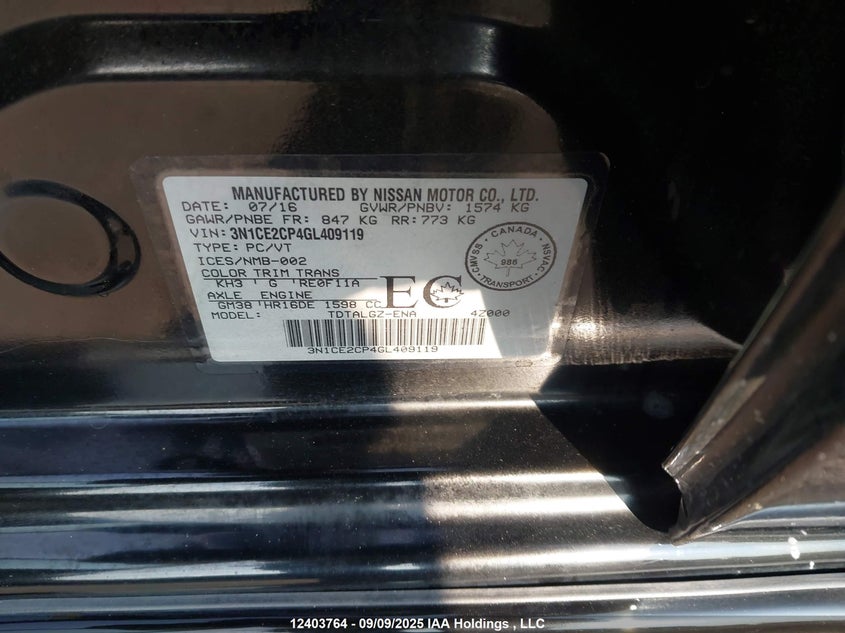 MANUFACTURED BY NISSAN MOTOR CO., LTD.
DATE: 07/16 GVWR/PNBV: 1574 KG
GAWR/PNBE FR: 847 KG RR: 773 KG
VIN: 3N1CE2CP4GL409119
TYPE: PC/VT
ICES/NMB-002
COLOR TRIM TRANS
KH3 ' G 'RE0F11A
AXLE ENGINE
GM38 'HR16DE 1598 CC
MODEL: TDTALGZ-ENA 4Z000
3N1CE2CP4GL409119
EC
CANADA
CMVSS
NSVAC
986
12403764 - 09/09/2025 IAA Holdings , LLC